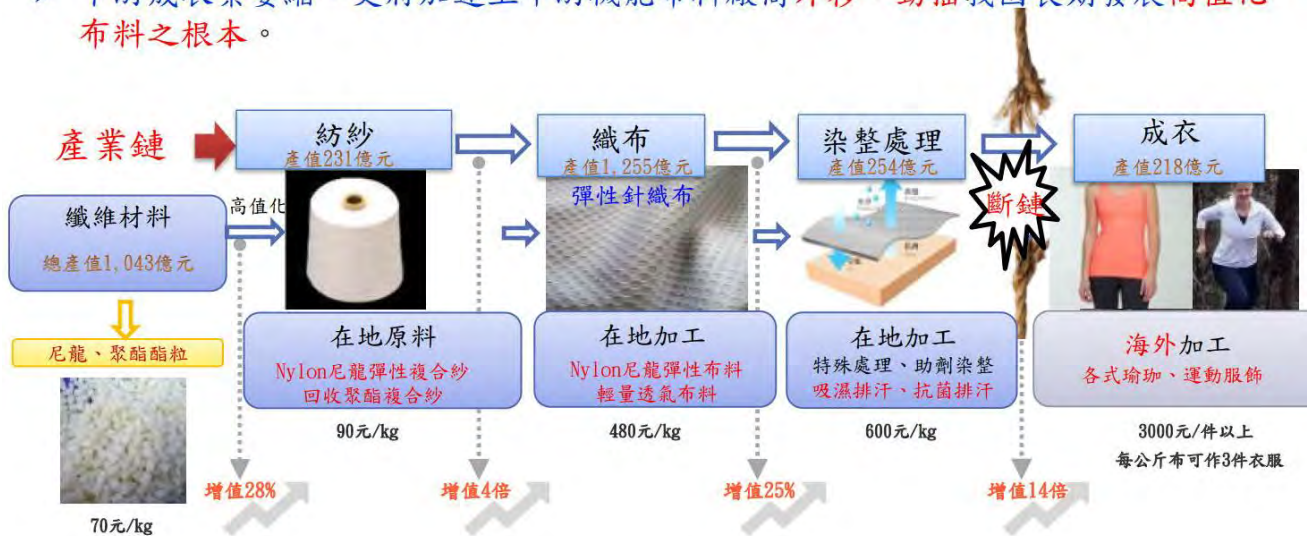 布料之根本。
產業鏈
紡紗
產值231億元
織布
產值1,255億元
染整處理
產值254億元
成衣
產值218億元
斷鏈
纖維材料
總產值1,043億元
高值化
彈性針織布
尼龍、聚酯酯粒
在地原料
Nylon尼龍彈性複合紗
回收聚酯複合紗
在地加工
Nylon尼龍彈性布料
輕量透氣布料
在地加工
特殊處理、助劑染整
吸濕排汗、抗菌排汗
海外加工
各式瑜珈、運動服飾
90元/kg
480元/kg
600元/kg
3000元/件以上
每公斤布可作3件衣服
增值28%
增值4倍
增值25%
增值14倍
70元/kg